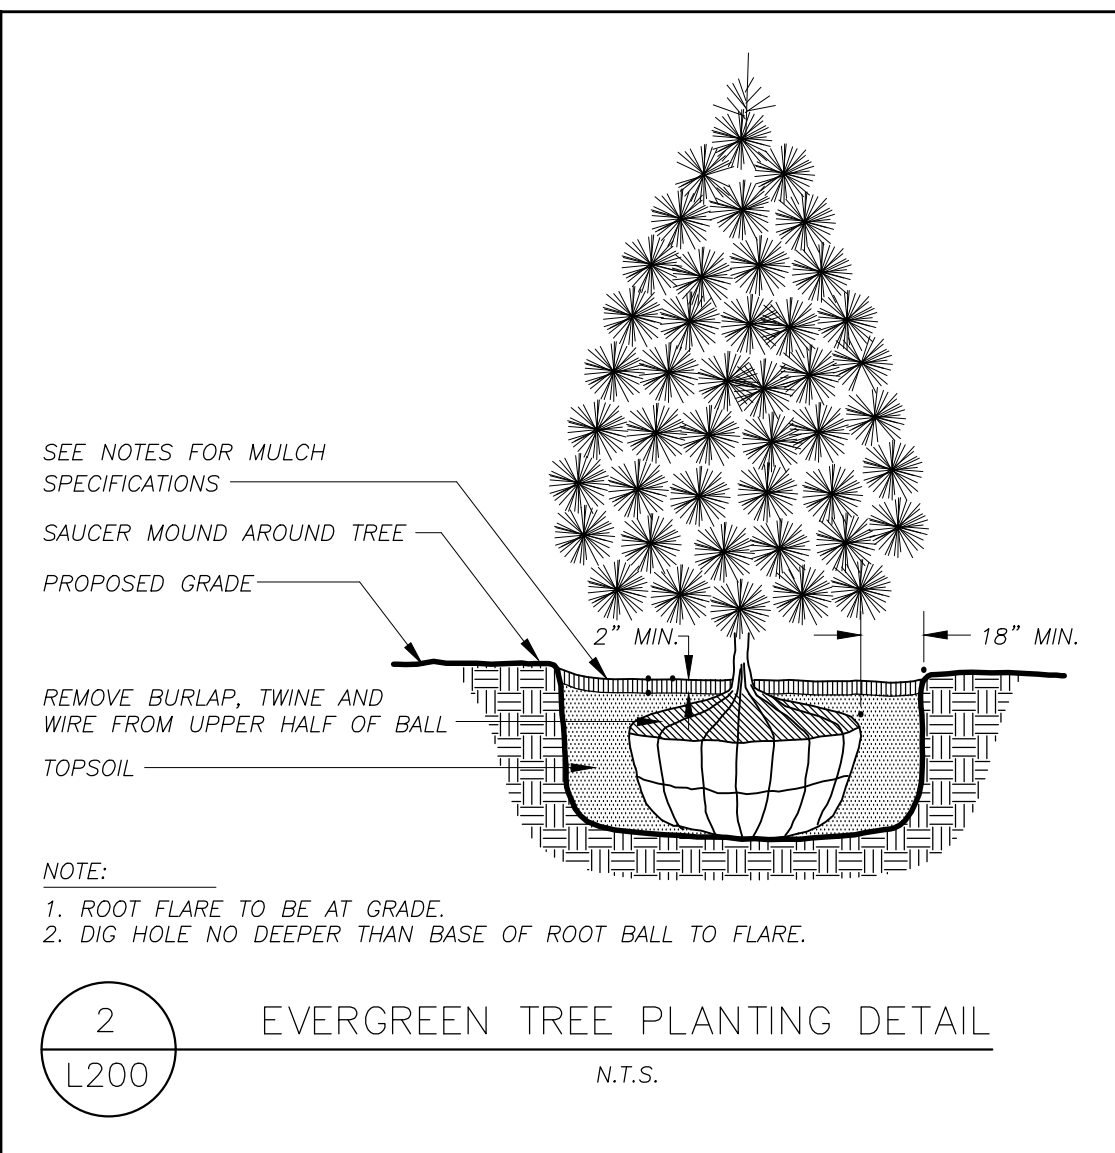 SEE NOTES FOR MULCH
SPECIFICATIONS
SAUCER MOUND AROUND TREE
PROPOSED GRADE
2” MIN.
18” MIN.
REMOVE BURLAP, TWINE AND
WIRE FROM UPPER HALF OF BALL
TOPSOIL
NOTE:
1. ROOT FLARE TO BE AT GRADE.
2. DIG HOLE NO DEEPER THAN BASE OF ROOT BALL TO FLARE.
2
L200
EVERGREEN TREE PLANTING DETAIL
N.T.S.